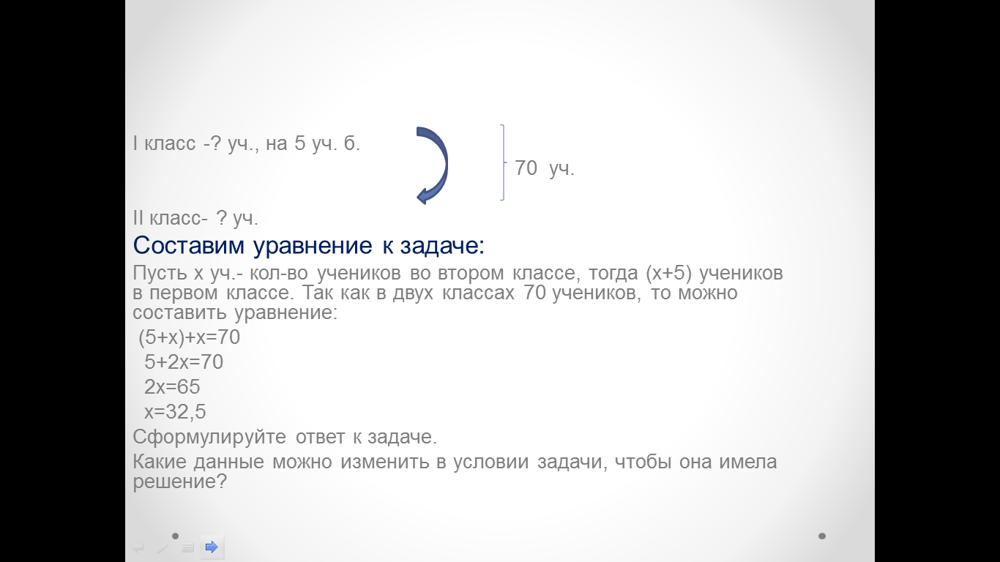 I класс -? уч., на 5 уч. б.
70 уч.
II класс- ? уч.
Составим уравнение к задаче:
Пусть х уч.- кол-во учеников во втором классе, тогда (х+5) учеников
в первом классе. Так как в двух классах 70 учеников, то можно
составить уравнение:
(5+х)+х=70
5+2х=70
2х=65
х=32,5
Сформулируйте ответ к задаче.
Какие данные можно изменить в условии задачи, чтобы она имела
решение?